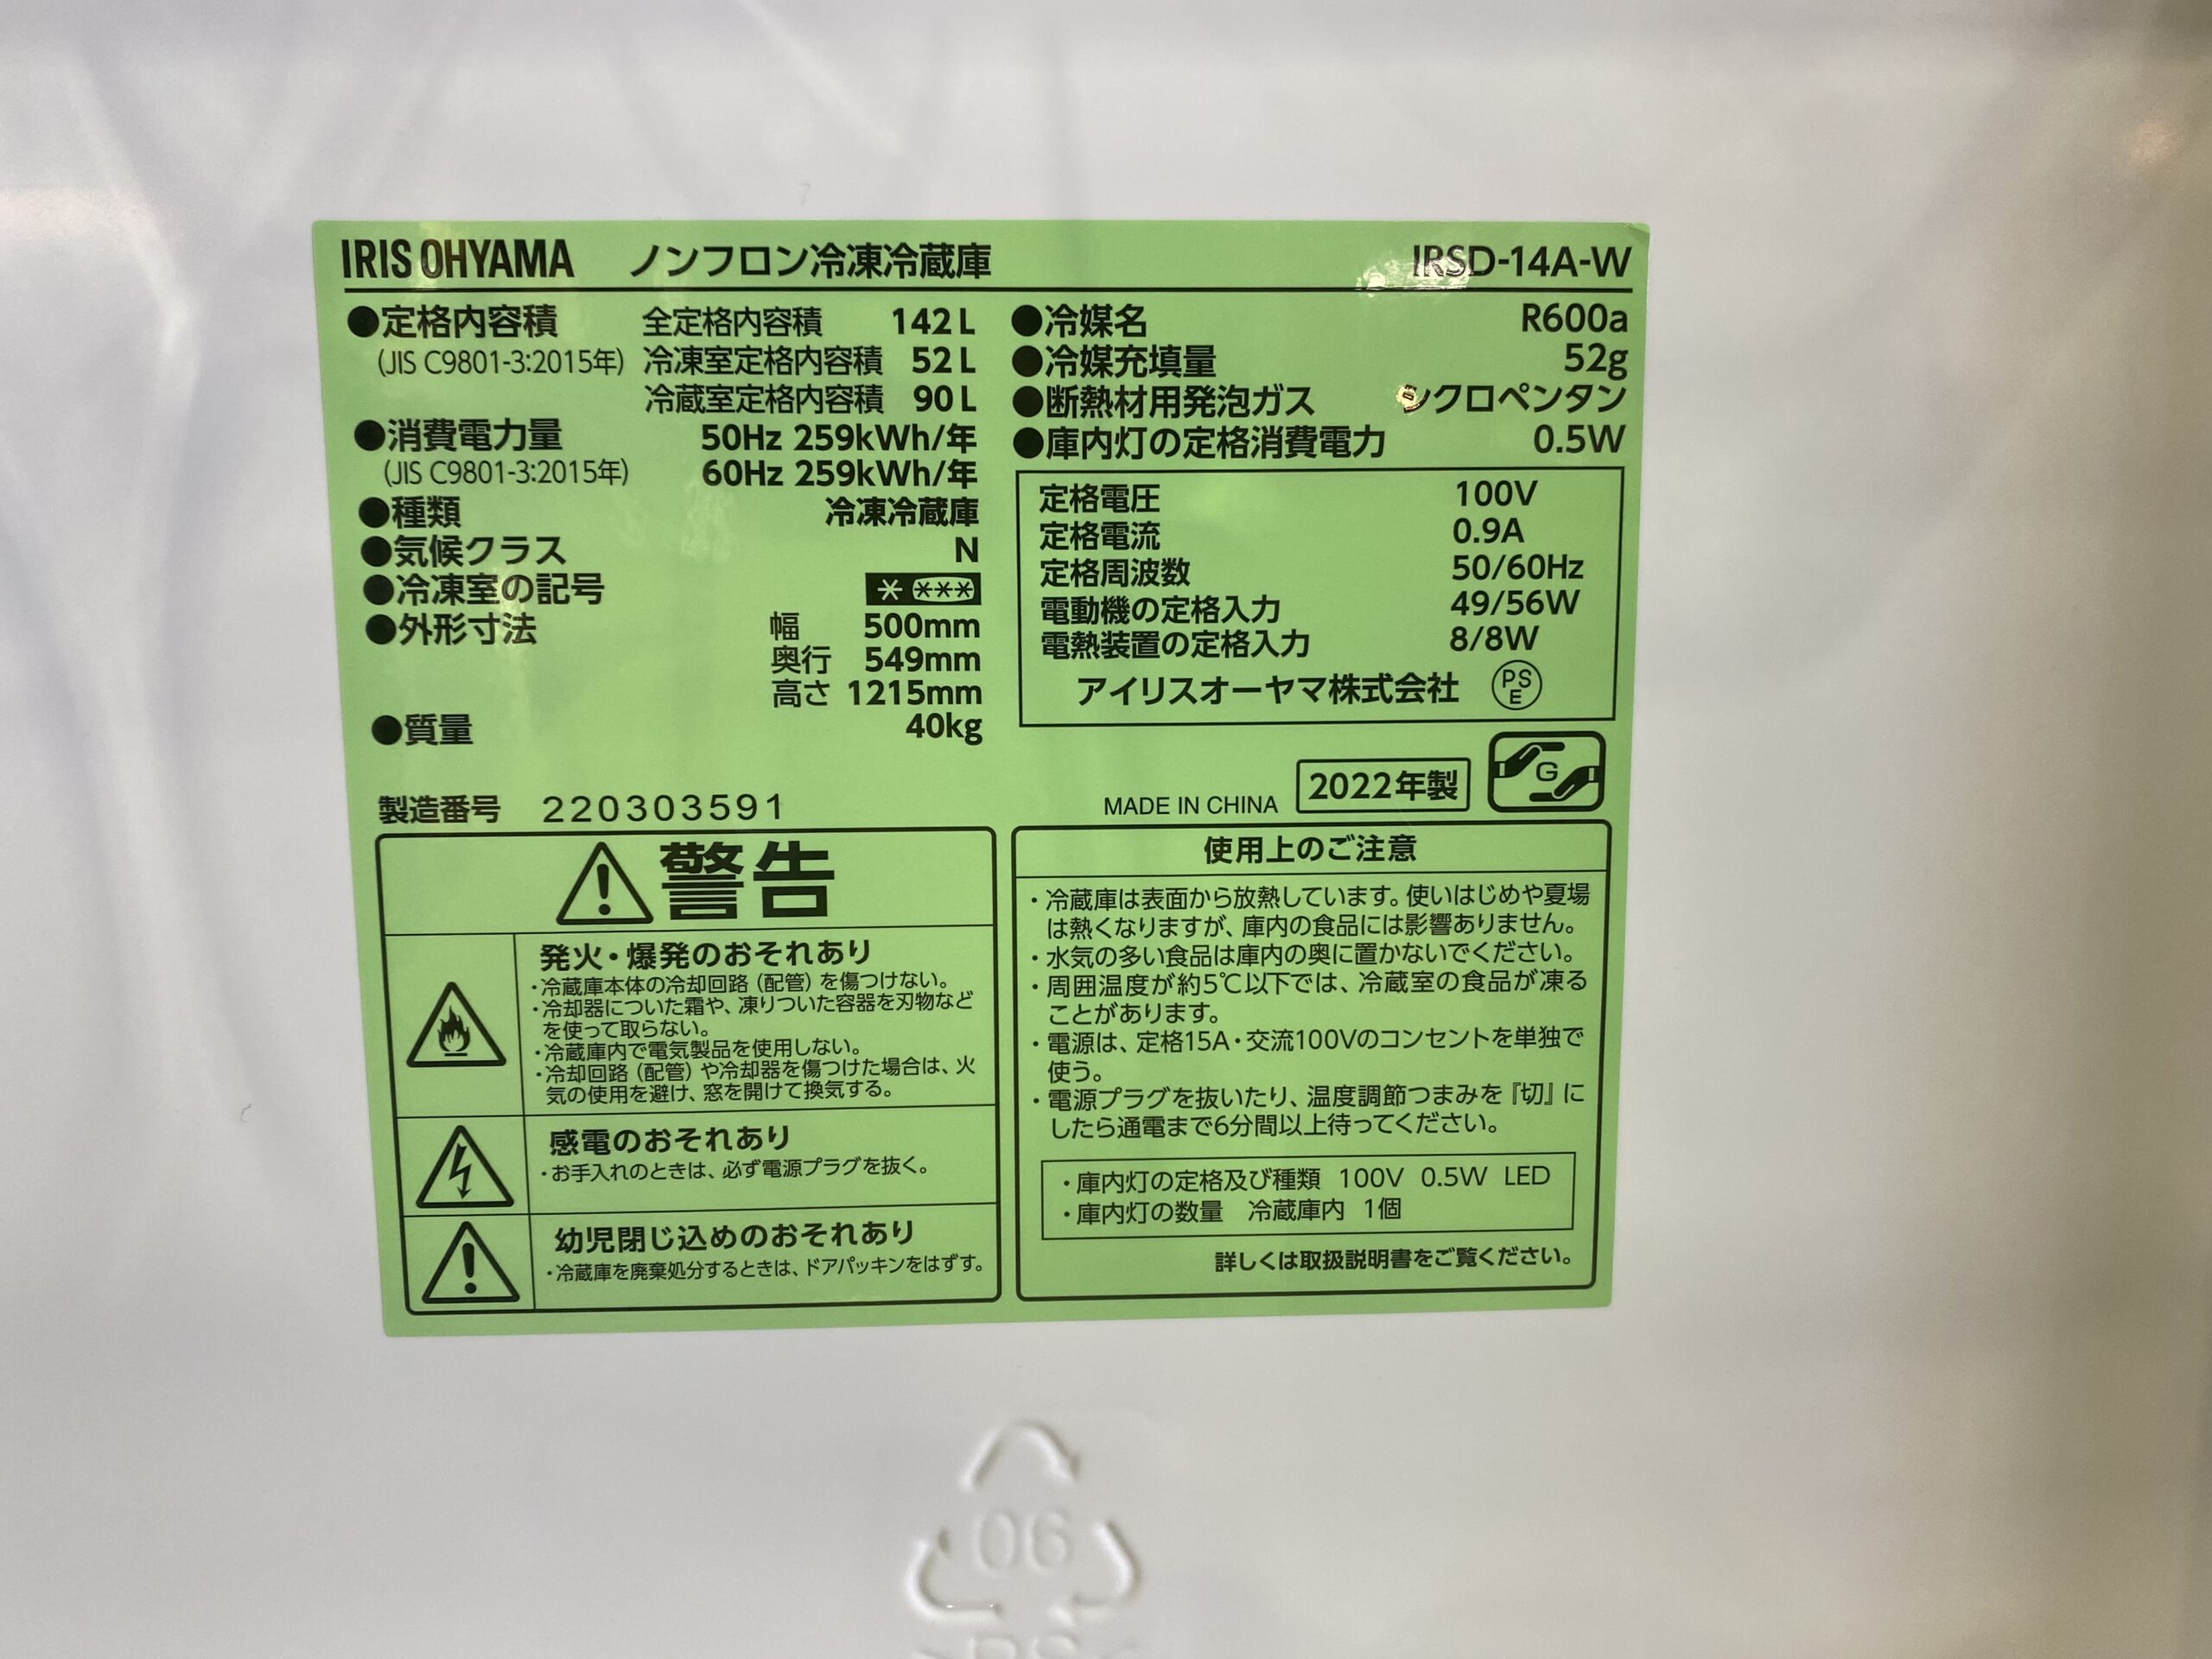 IRIS OHYAMA ノンフロン冷凍冷蔵庫 IRSD-14A-W
●定格内容積 全定格内容積 142L
(JIS C9801-3:2015年) 冷凍室定格内容積 52L
冷蔵室定格内容積 90L
●消費電力量 50Hz 259kWh/年
(JIS C9801-3:2015年) 60Hz 259kWh/年
●種類 冷凍冷蔵庫
●気候クラス N
●冷凍室の記号 * ***
●外形寸法 幅 500mm
奥行 549mm
高さ 1215mm
●質量 40kg
製造番号 220303591
●冷媒名 R600a
●冷媒充填量 52g
●断熱材用発泡ガス シクロペンタン
●庫内灯の定格消費電力 0.5W
定格電圧 100V
定格電流 0.9A
定格周波数 50/60Hz
電動機の定格入力 49/56W
電熱装置の定格入力 8/8W
アイリスオーヤマ株式会社 PSE
MADE IN CHINA 2022年製 G
⚠警告
発火・爆発のおそれあり
・冷蔵庫本体の冷却回路（配管）を傷つけない。
・冷却器についた霜や、凍りついた容器を刃物など
を使って取らない。
・冷蔵庫内で電気製品を使用しない。
・冷却回路（配管）や冷却器を傷つけた場合は、火
気の使用を避け、窓を開けて換気する。
感電のおそれあり
・お手入れのときは、必ず電源プラグを抜く。
幼児閉じ込めのおそれあり
・冷蔵庫を廃棄処分するときは、ドアパッキンをはずす。
使用上のご注意
・冷蔵庫は表面から放熱しています。使いはじめや夏場
は熱くなりますが、庫内の食品には影響ありません。
・水気の多い食品は庫内の奥に置かないでください。
・周囲温度が約5℃以下では、冷蔵室の食品が凍る
ことがあります。
・電源は、定格15A・交流100Vのコンセントを単独で
使う。
・電源プラグを抜いたり、温度調節つまみを『切』に
したら通電まで6分間以上待ってください。
・庫内灯の定格及び種類 100V 0.5W LED
・庫内灯の数量 冷蔵庫内 1個
詳しくは取扱説明書をご覧ください。
06
>PS<